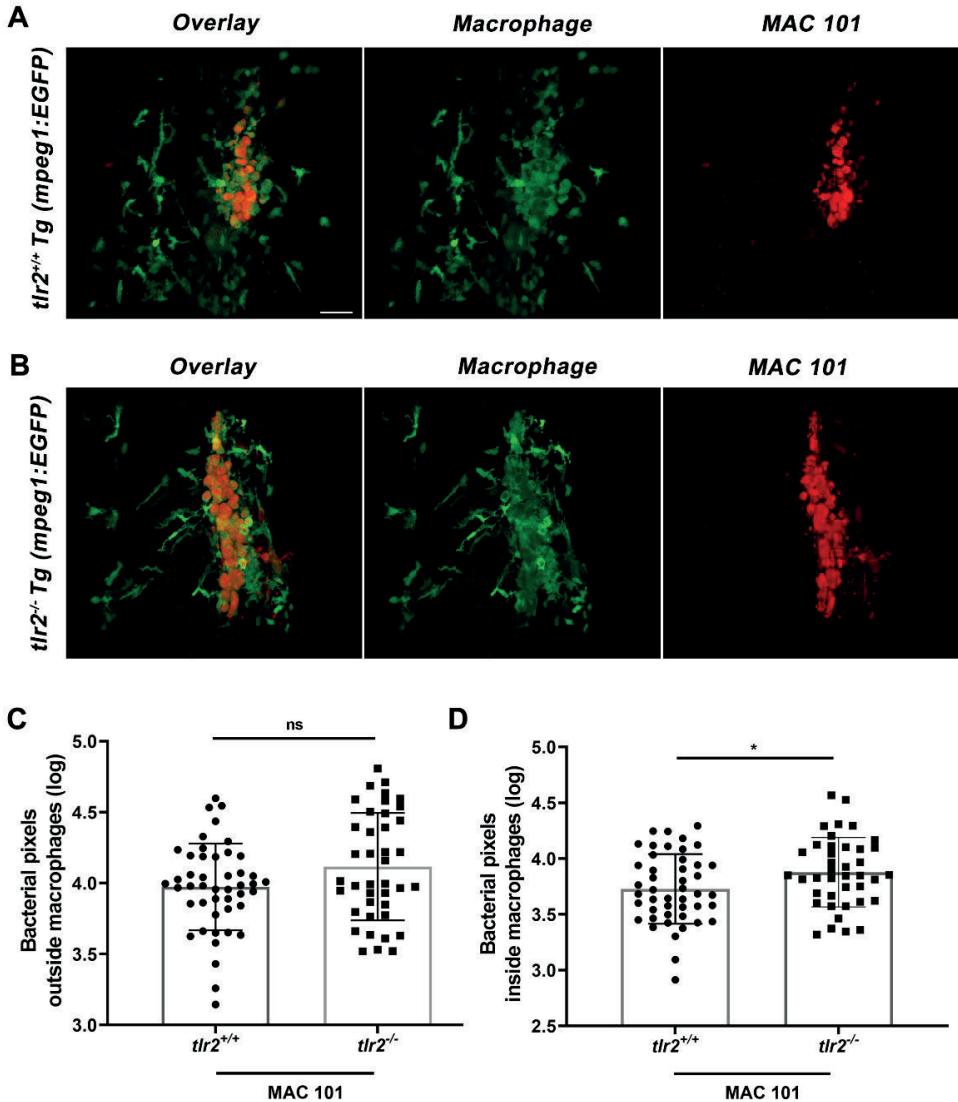 A
Overlay Macrophage MAC 101
tlr2+/+ Tg (mpeg1:EGFP)
B
Overlay Macrophage MAC 101
tlr2-/- Tg (mpeg1:EGFP)
C
Bacterial pixels
outside macrophages (log)
5.0
4.5
4.0
3.5
3.0
ns
tlr2+/+ tlr2-/-
MAC 101
D
Bacterial pixels
inside macrophages (log)
5.0
4.5
4.0
3.5
3.0
2.5
*
tlr2+/+ tlr2-/-
MAC 101